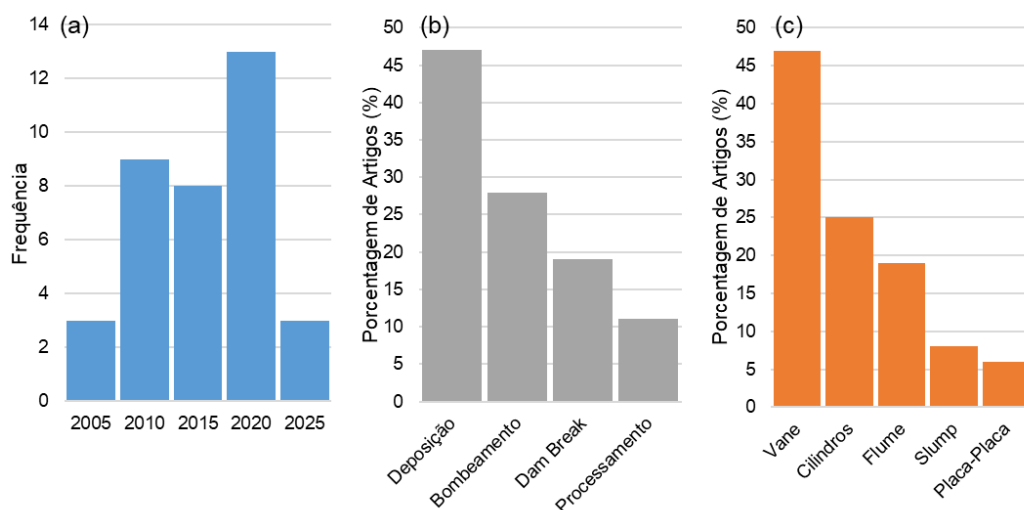 (a)
Frequência
14
12
10
8
6
4
2
0
2005 2010 2015 2020 2025
(b)
Porcentagem de Artigos (%)
50
45
40
35
30
25
20
15
10
5
0
Deposição
Bombeamento
Dam Break
Processamento
(c)
Porcentagem de Artigos (%)
50
45
40
35
30
25
20
15
10
5
0
Vane
Cilindros
Flume
Slump
Placa-Placa